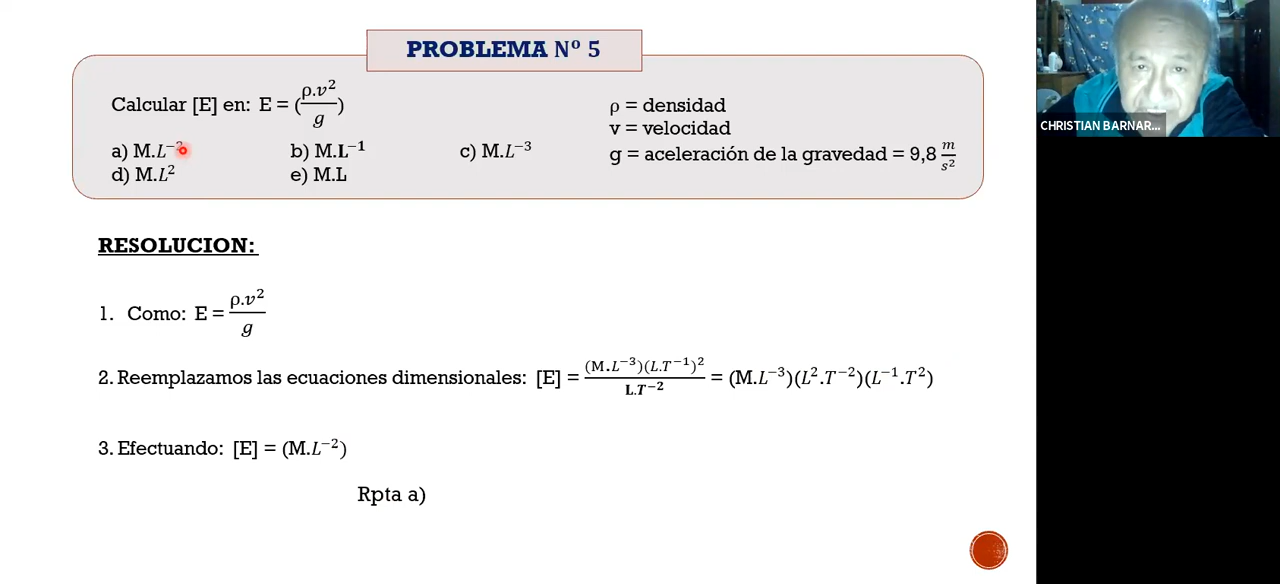 PROBLEMA Nº 5
Calcular [E] en: E = (ρ.v²/g)
ρ = densidad
v = velocidad
g = aceleración de la gravedad = 9,8 m/s²
a) M.L⁻² b) M.L⁻¹ c) M.L⁻³
d) M.L² e) M.L
RESOLUCION:
1. Como: E = ρ.v²/g
2. Reemplazamos las ecuaciones dimensionales: [E] = (M.L⁻³)(L.T⁻¹)²/L.T⁻² = (M.L⁻³)(L².T⁻²)(L⁻¹.T²)
3. Efectuando: [E] = (M.L⁻²)
Rpta a)
CHRISTIAN BARNAR...